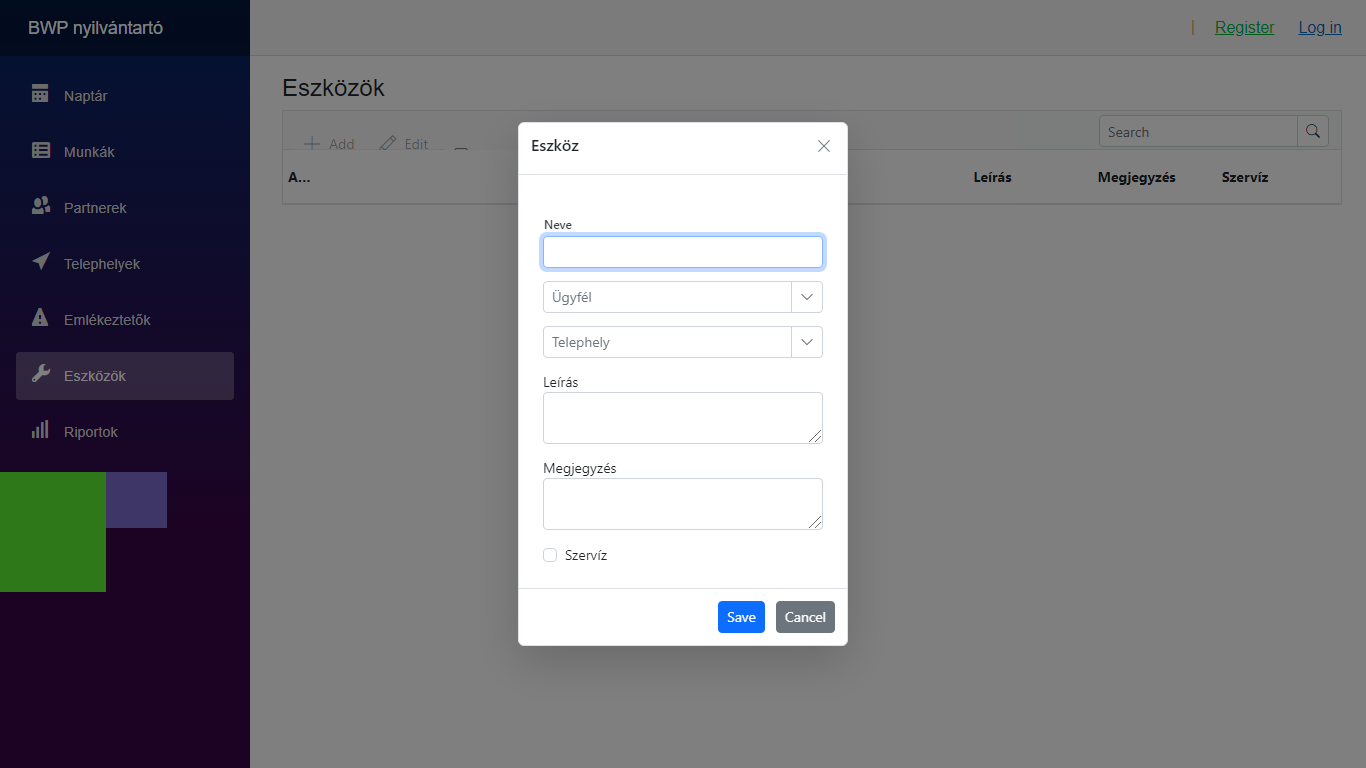 BWP nyilvántartó
| Register Log in
Naptár
Munkák
Partnerek
Telephelyek
Emlékeztetők
Eszközök
Riportok
Eszközök
Add Edit
Search
A... Leírás Megjegyzés Szervíz
Eszköz
Neve
Ügyfél
Telephely
Leírás
Megjegyzés
Szervíz
Save Cancel